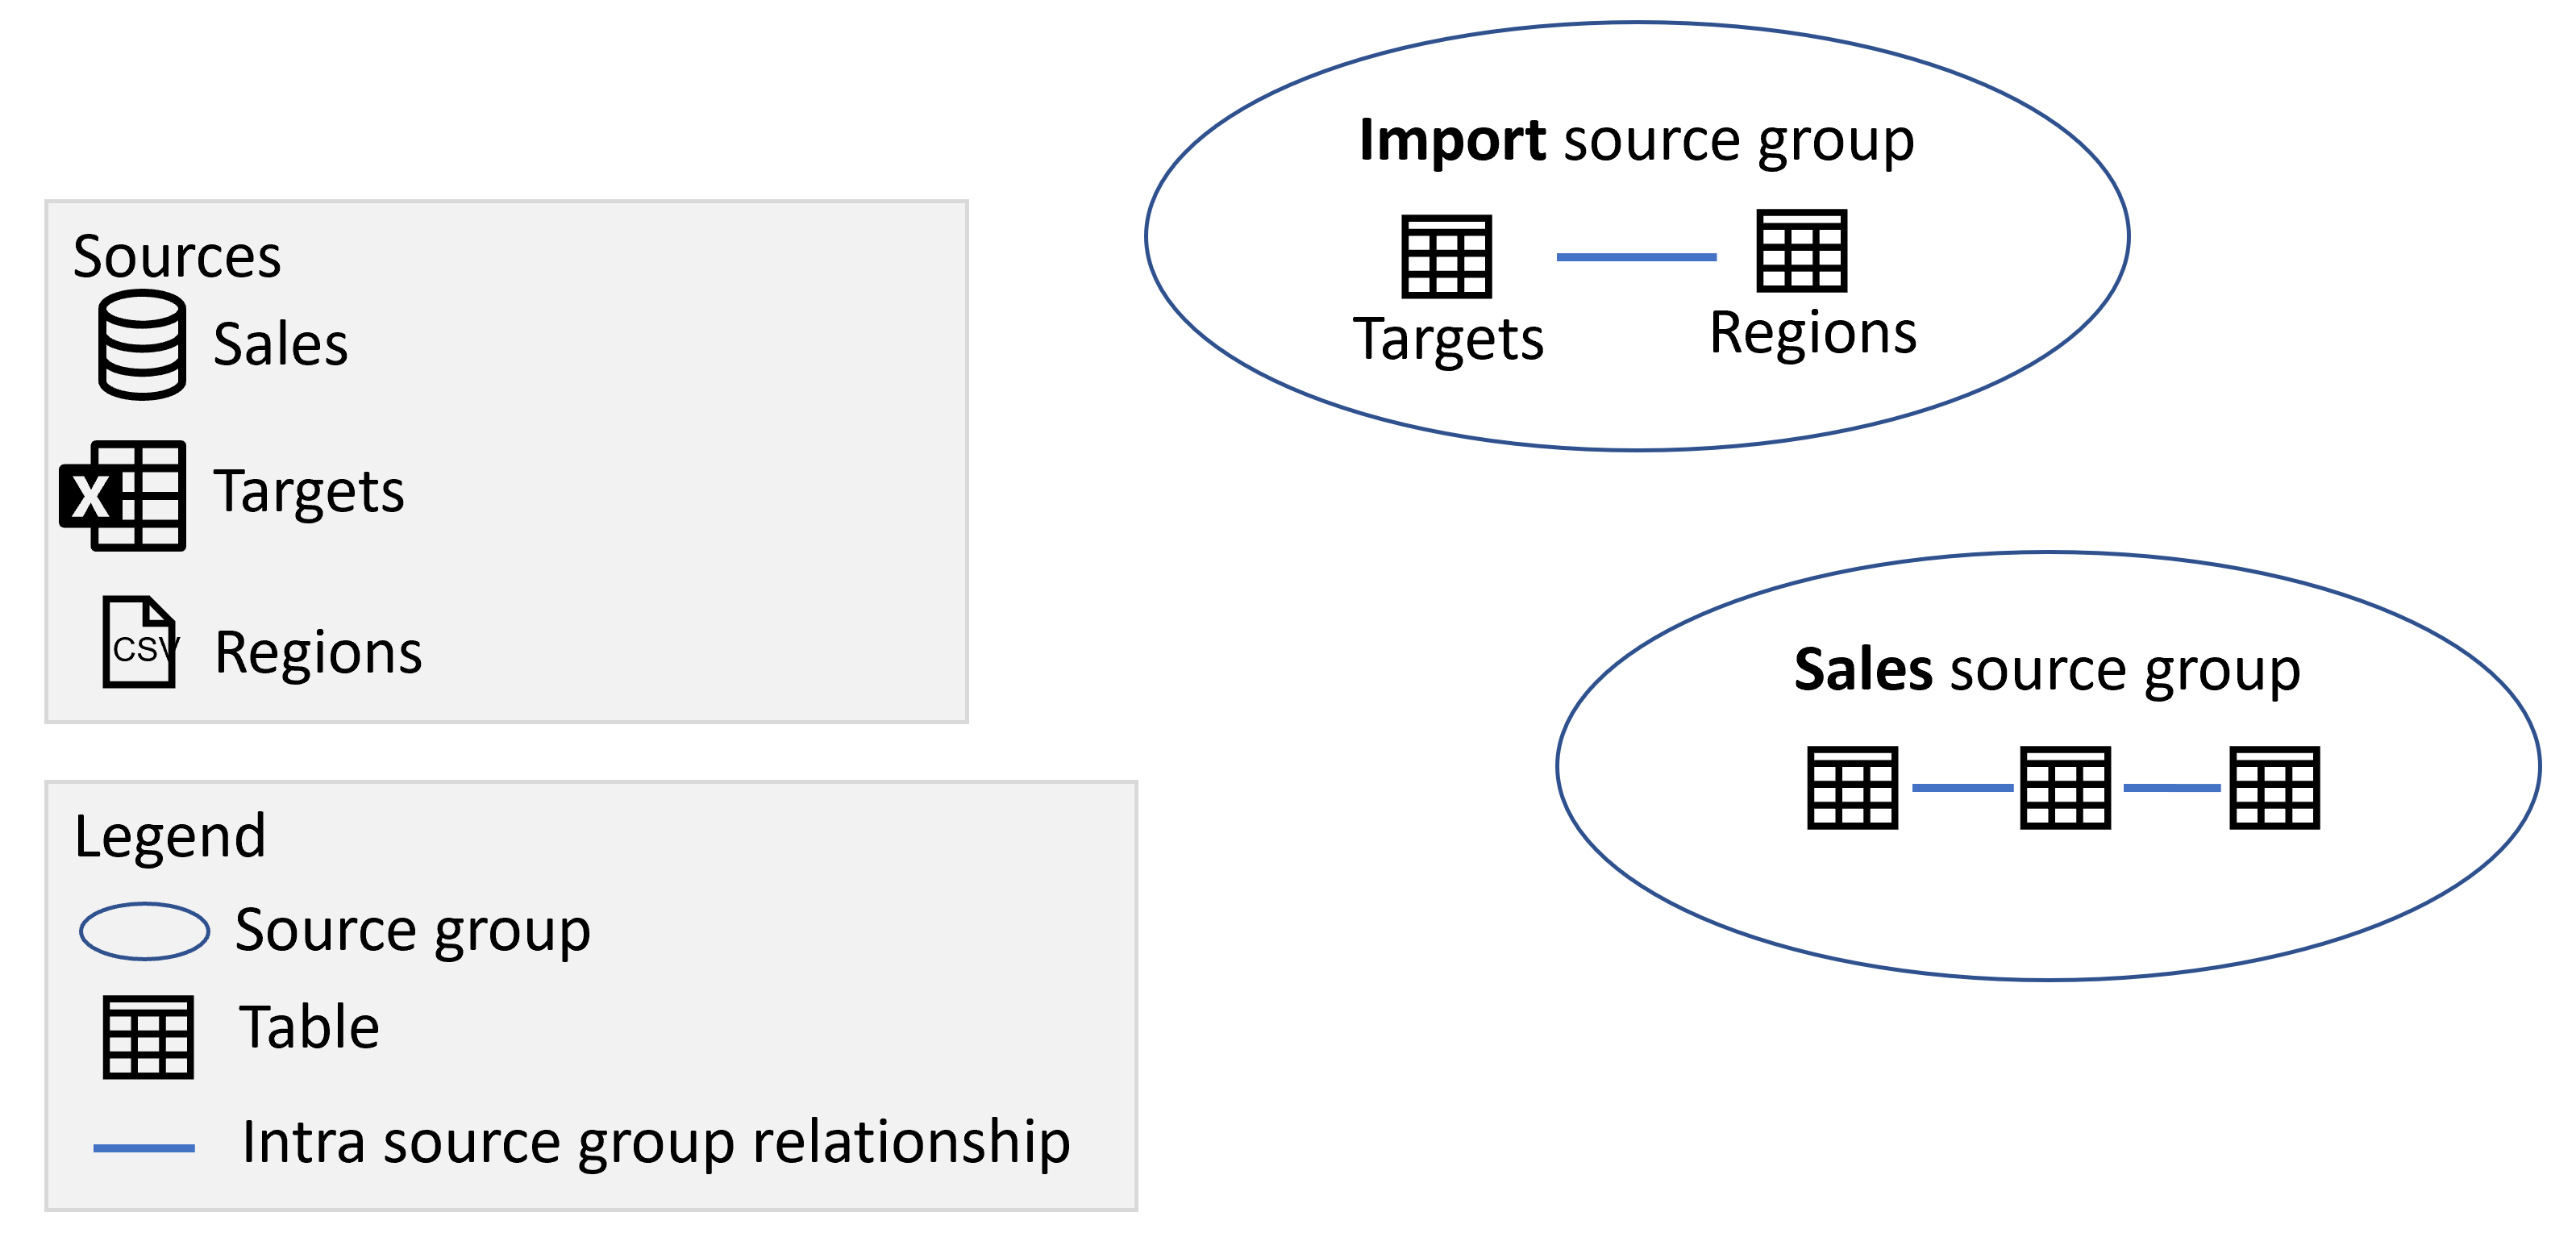 Sources
Sales
X
Targets
CSV
Regions
Legend
Source group
Table
Intra source group relationship
Import source group
Targets
Regions
Sales source group